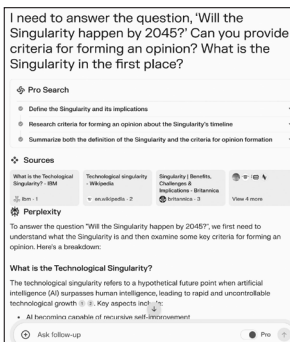 I need to answer the question, 'Will the
Singularity happen by 2045?' Can you provide
criteria for forming an opinion? What is the
Singularity in the first place?
Pro Search
Define the Singularity and its implications
Research criteria for forming an opinion about the Singularity's timeline
Summarize both the definition of the Singularity and the criteria for opinion formation
Sources
What is the Techological
Singularity? - IBM
ibm · 1
Technological singularity
- Wikipedia
en.wikipedia · 2
Singularity | Benefits,
Challenges &
Implications - Britannica
britannica · 3
View 4 more
Perplexity
To answer the question "Will the Singularity happen by 2045?", we first need to
understand what the Singularity is and then examine some key criteria for forming an
opinion. Here's a breakdown:
What is the Technological Singularity?
The technological singularity refers to a hypothetical future point when artificial
intelligence (AI) surpasses human intelligence, leading to rapid and uncontrollable
technological growth 1 2. Key aspects include:
• AI becoming capable of recursive self-improvement
Ask follow-up
Pro